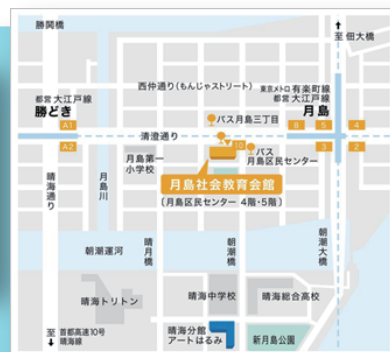 勝鬨橋
至 佃大橋
西仲通り(もんじゃストリート)
東京メトロ 有楽町線
都営 大江戸線
月島
都営 大江戸線
勝どき
バス月島三丁目
A1
8
5
4
清澄通り
A2
10
3
2
月島第一
小学校
バス
月島区民センター
月島社会教育会館
(月島区民センター 4階・5階)
晴海通り
月島川
朝潮運河
晴月橋
朝潮橋
朝潮大橋
晴海トリトン
晴海中学校
晴海総合高校
至
首都高速10号
晴海線
晴海分館
アートはるみ
新月島公園